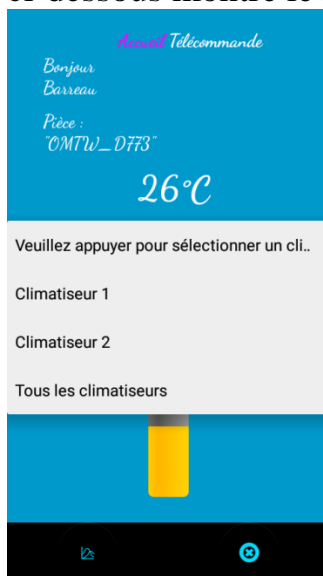 Accueil Télécommande
Bonjour
Barreau
Pièce :
"OMTW_D773"
26°C
Veuillez appuyer pour sélectionner un cli..
Climatiseur 1
Climatiseur 2
Tous les climatiseurs